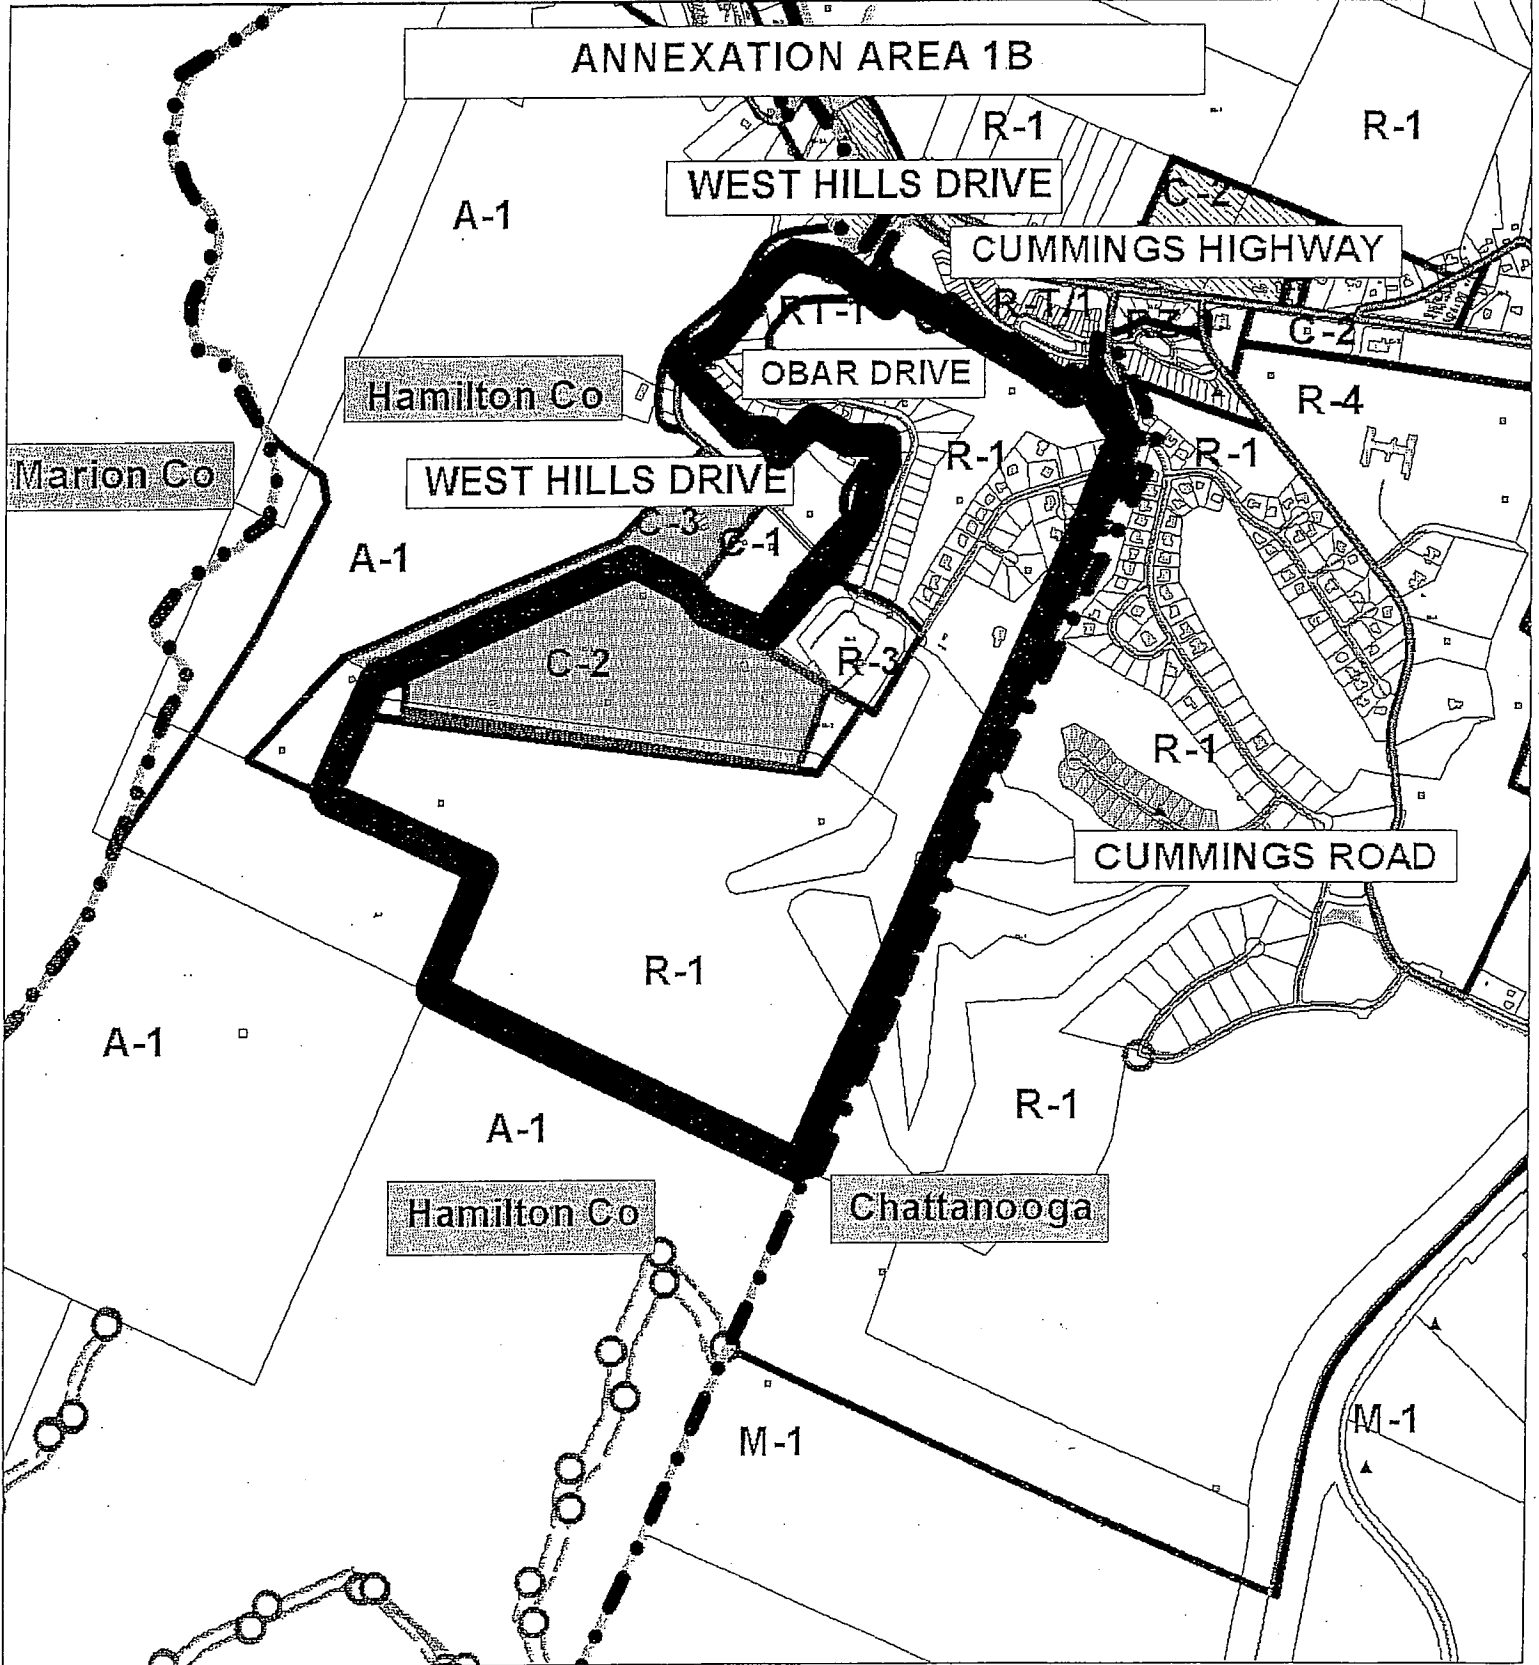 ANNEXATION AREA 1B
R-1
R-1
WEST HILLS DRIVE
C-2
A-1
CUMMINGS HIGHWAY
RT-1
R-T/1
R-3
C-2
OBAR DRIVE
Hamilton Co
R-4
R-1
R-1
Marion Co
WEST HILLS DRIVE
C-3
C-1
A-1
C-2
R-3
R-1
CUMMINGS ROAD
R-1
A-1
R-1
A-1
Hamilton Co
Chattanooga
M-1
M-1